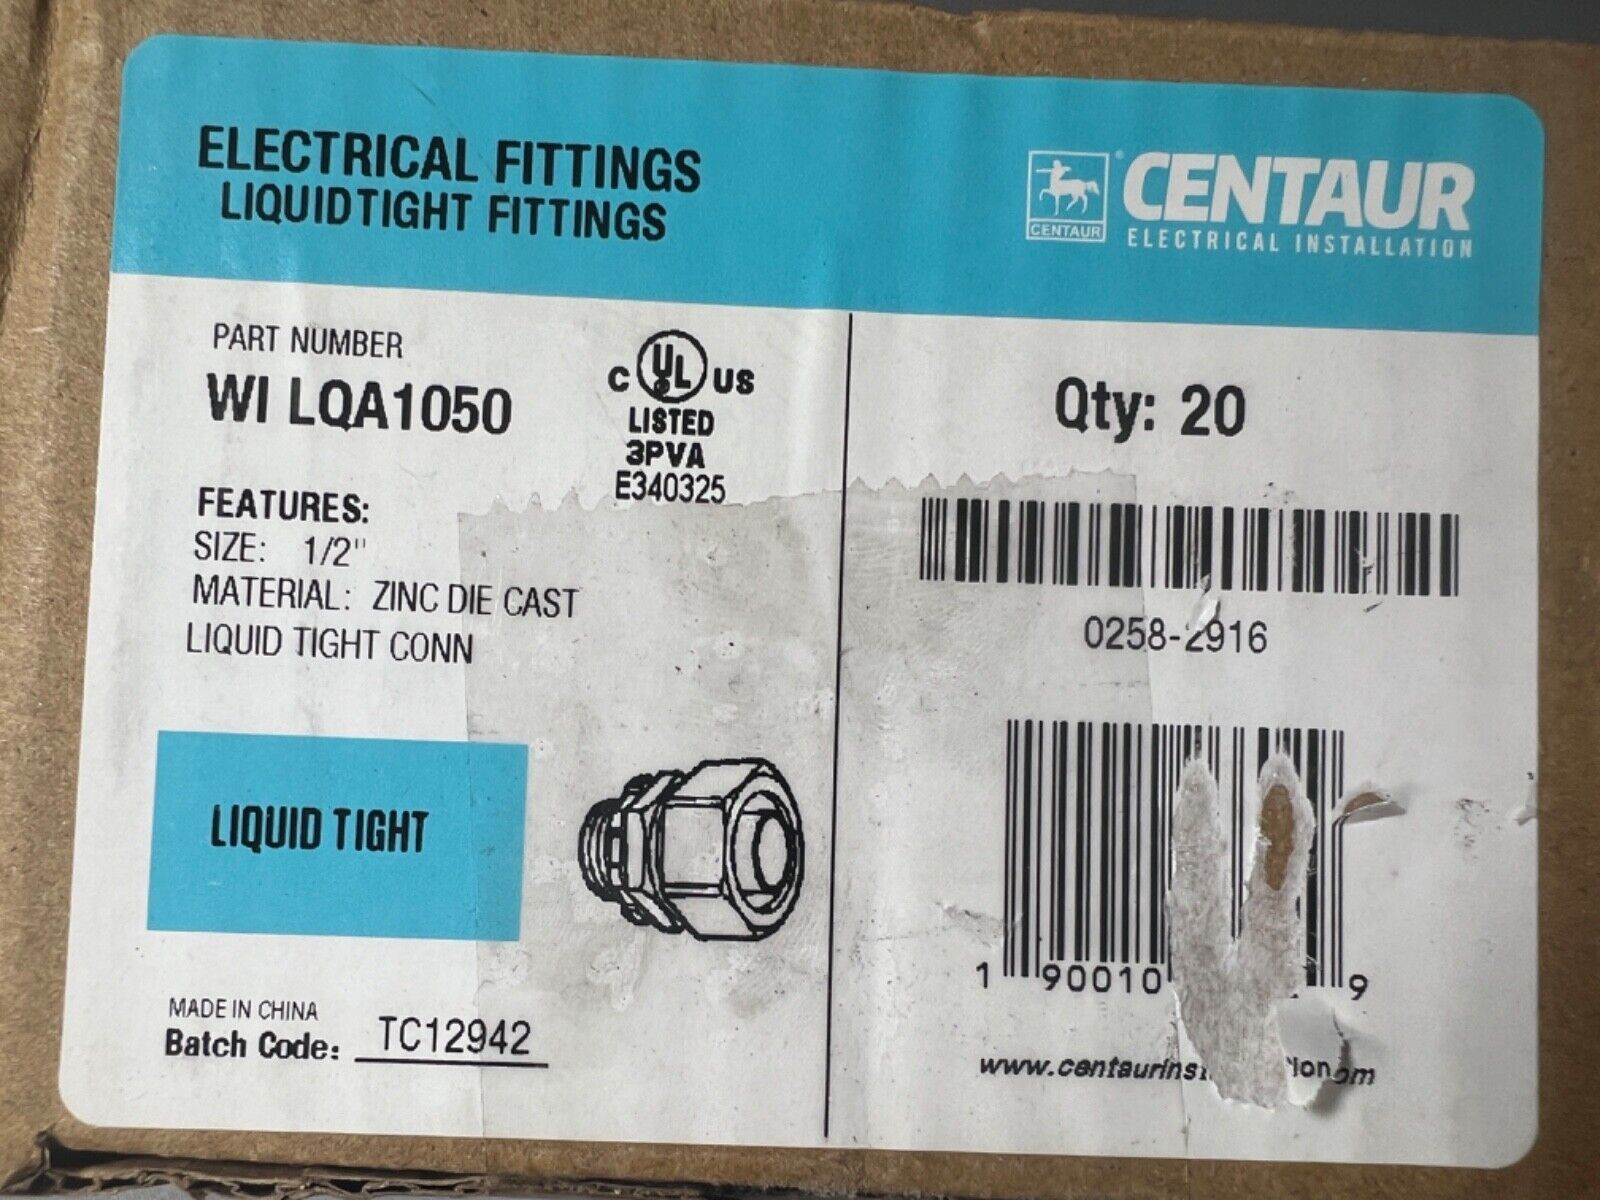 ELECTRICAL FITTINGS
LIQUIDTIGHT FITTINGS
CENTAUR
® CENTAUR
ELECTRICAL INSTALLATION
PART NUMBER
WI LQA1050
C UL US
LISTED
3PVA
E340325
FEATURES:
SIZE: 1/2"
MATERIAL: ZINC DIE CAST
LIQUID TIGHT CONN
LIQUID TIGHT
MADE IN CHINA
Batch Code: TC12942
Qty: 20
0258-2916
1 90010 9